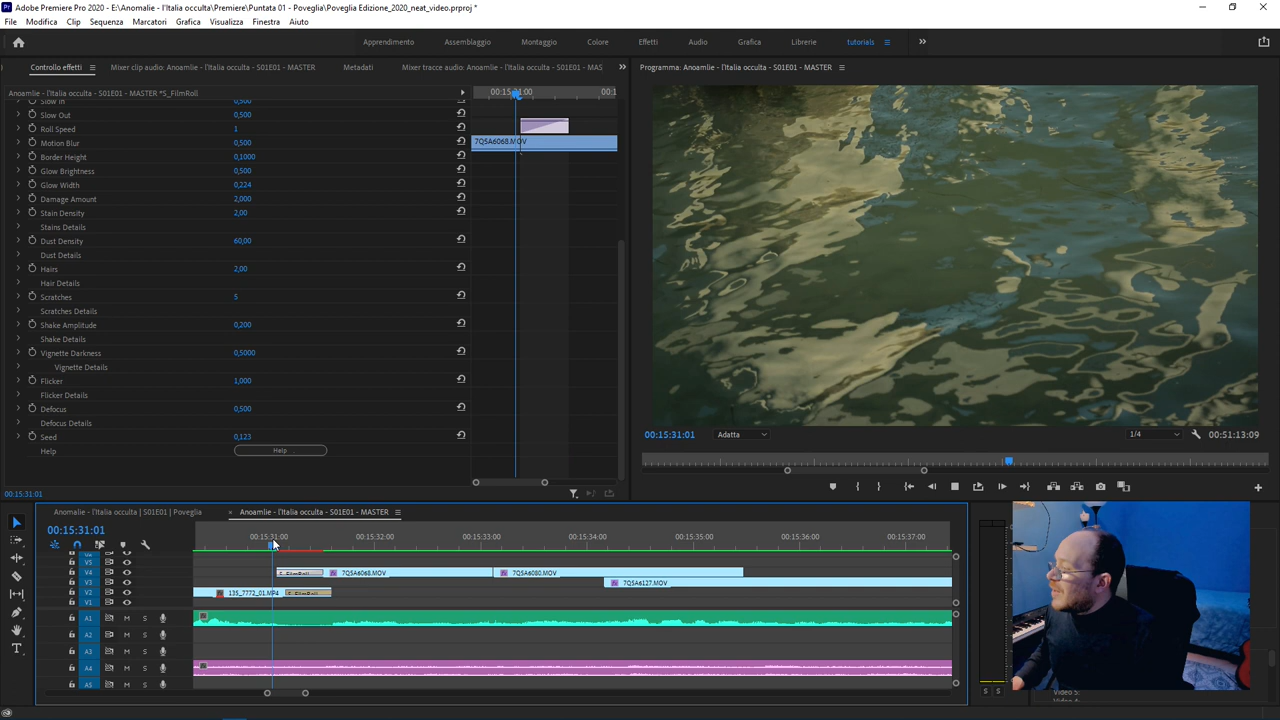 Adobe Premiere Pro 2020 - E:\Anomalie - l'Italia occulta\Premiere\Puntata 01 - Poveglia\Poveglia Edizione_2020_neat_video.prproj *
File Modifica Clip Sequenza Marcatori Grafica Visualizza Finestra Aiuto
Apprendimento Assemblaggio Montaggio Colore Effetti Audio Grafica Librerie tutorials
Controllo effetti Mixer clip audio: Anoamlie - l'Italia occulta - S01E01 - MASTER Metadati Mixer tracce audio: Anoamlie - l'Italia occulta - S01E01 - MAS Programma: Anoamlie - l'Italia occulta - S01E01 - MASTER
Anoamlie - l'Italia occulta - S01E01 - MASTER *S_FilmRoll 00:1
Slow In 0,500
Slow Out 0,500
Roll Speed 1
Motion Blur 0,500 7QSA6068.MOV
Border Height 0,1000
Glow Brightness 0,500
Glow Width 0,224
Damage Amount 2,000
Stain Density 2,00
Stains Details
Dust Density 60,00
Dust Details
Hairs 2,00
Hair Details
Scratches 5
Scratches Details
Shake Amplitude 0,200
Shake Details
Vignette Darkness 0,5000
Vignette Details
Flicker 1,000
Flicker Details
Defocus 0,500
Defocus Details
Seed 0,123
Help Help
00:15:31:01 Adatta 1/4 00:51:13:09
00:15:31:01
Anomalie - l'Italia occulta | S01E01 | Poveglia × Anoamlie - l'Italia occulta - S01E01 - MASTER
00:15:31:01
00:15:31:00 00:15:32:00 00:15:33:00 00:15:34:00 00:15:35:00 00:15:36:00 00:15:37:00
V5
V4 7QSA6068.MOV 7QSA6080.MOV
V3 7QSA6127.MOV
V2 135_7772_01.MP4
V1
A1 M S
A2 M S
A3 M S
A4 M S
A5 M S
S S
Video 5: